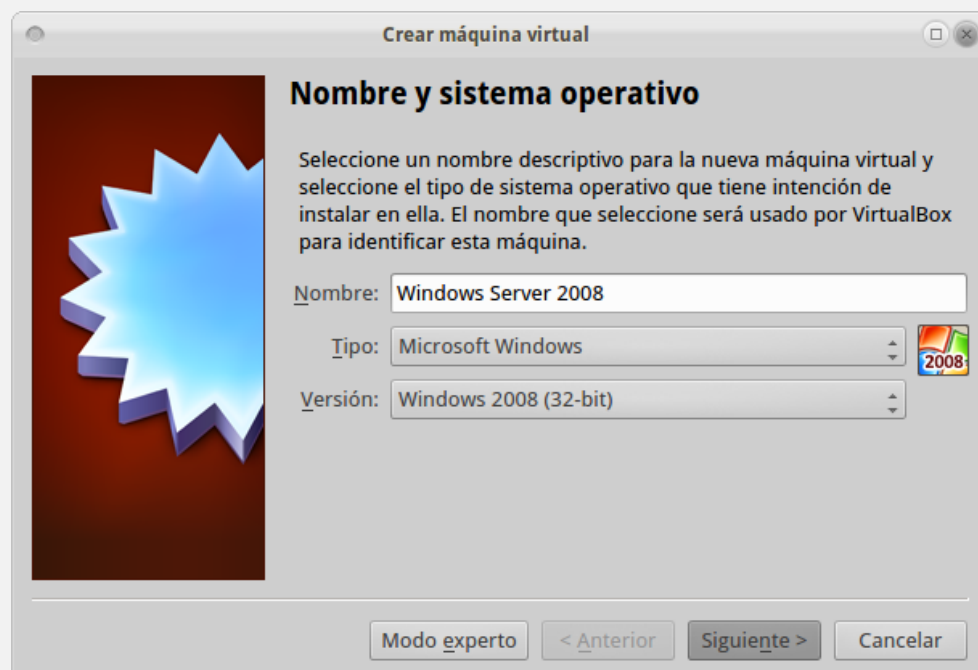 Crear máquina virtual
Nombre y sistema operativo
Seleccione un nombre descriptivo para la nueva máquina virtual y
seleccione el tipo de sistema operativo que tiene intención de
instalar en ella. El nombre que seleccione será usado por VirtualBox
para identificar esta máquina.
Nombre: Windows Server 2008
Tipo: Microsoft Windows 2008
Versión: Windows 2008 (32-bit)
Modo experto < Anterior Siguiente > Cancelar